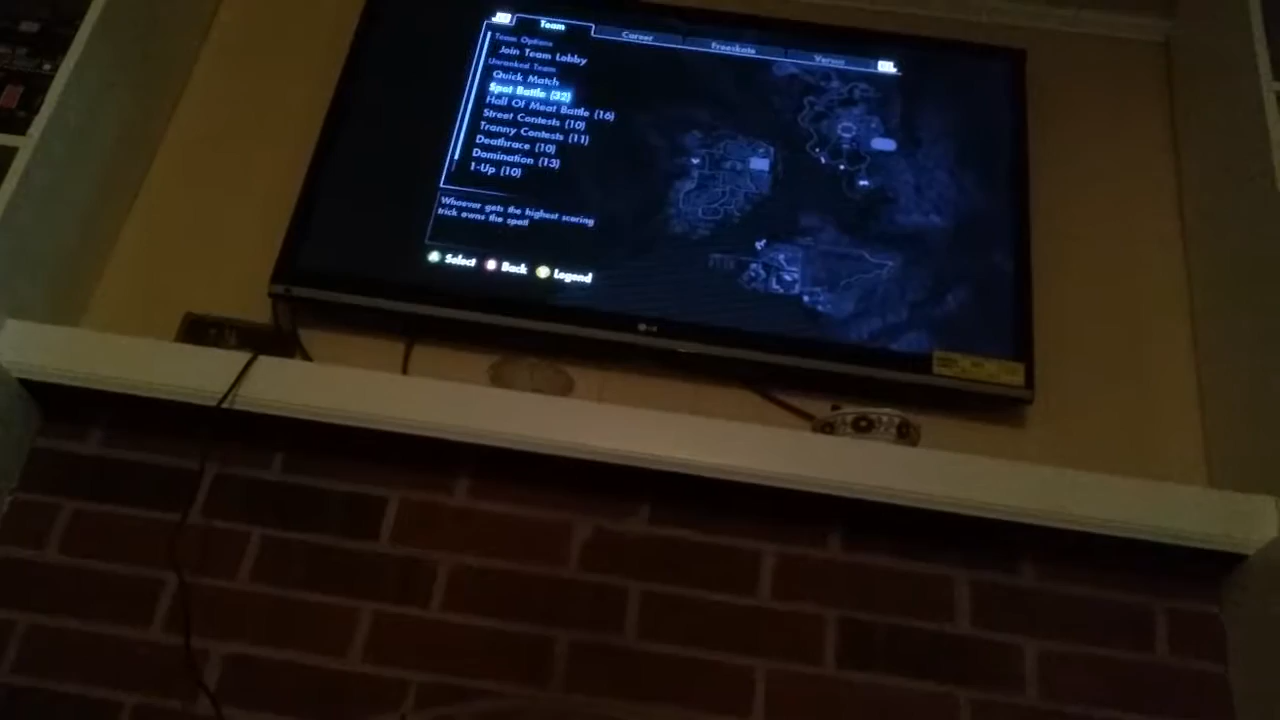 Team
Career
Freeskate
Versus
Team Options
Join Team Lobby
Unranked Team
Quick Match
Spot Battle (32)
Hall Of Meat Battle (16)
Street Contests (10)
Tranny Contests (11)
Deathrace (10)
Domination (13)
1-Up (10)
Whoever gets the highest scoring
trick owns the spot!
A Select B Back Y Legend
LG